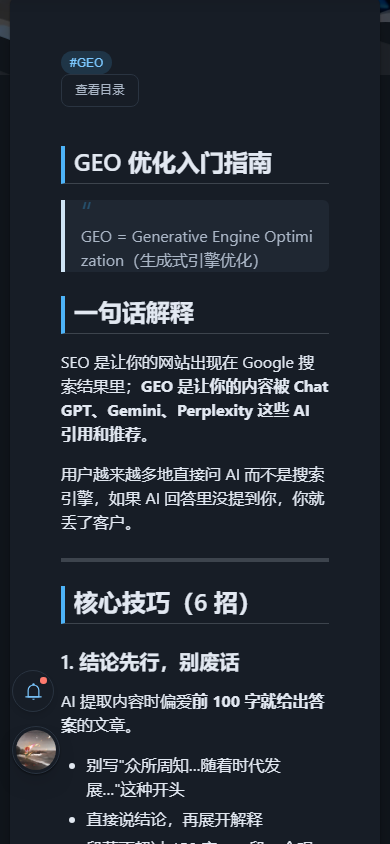 #GEO
查看目录
GEO 优化入门指南
"
GEO = Generative Engine Optimi
zation（生成式引擎优化）
一句话解释
SEO 是让你的网站出现在 Google 搜
索结果里；GEO 是让你的内容被 Chat
GPT、Gemini、Perplexity 这些 AI
引用和推荐。
用户越来越多地直接问 AI 而不是搜索
引擎，如果 AI 回答里没提到你，你就
丢了客户。
核心技巧（6 招）
1. 结论先行，别废话
AI 提取内容时偏爱前 100 字就给出答
案的文章。
别写"众所周知...随着时代发
展..."这种开头
直接说结论，再展开解释